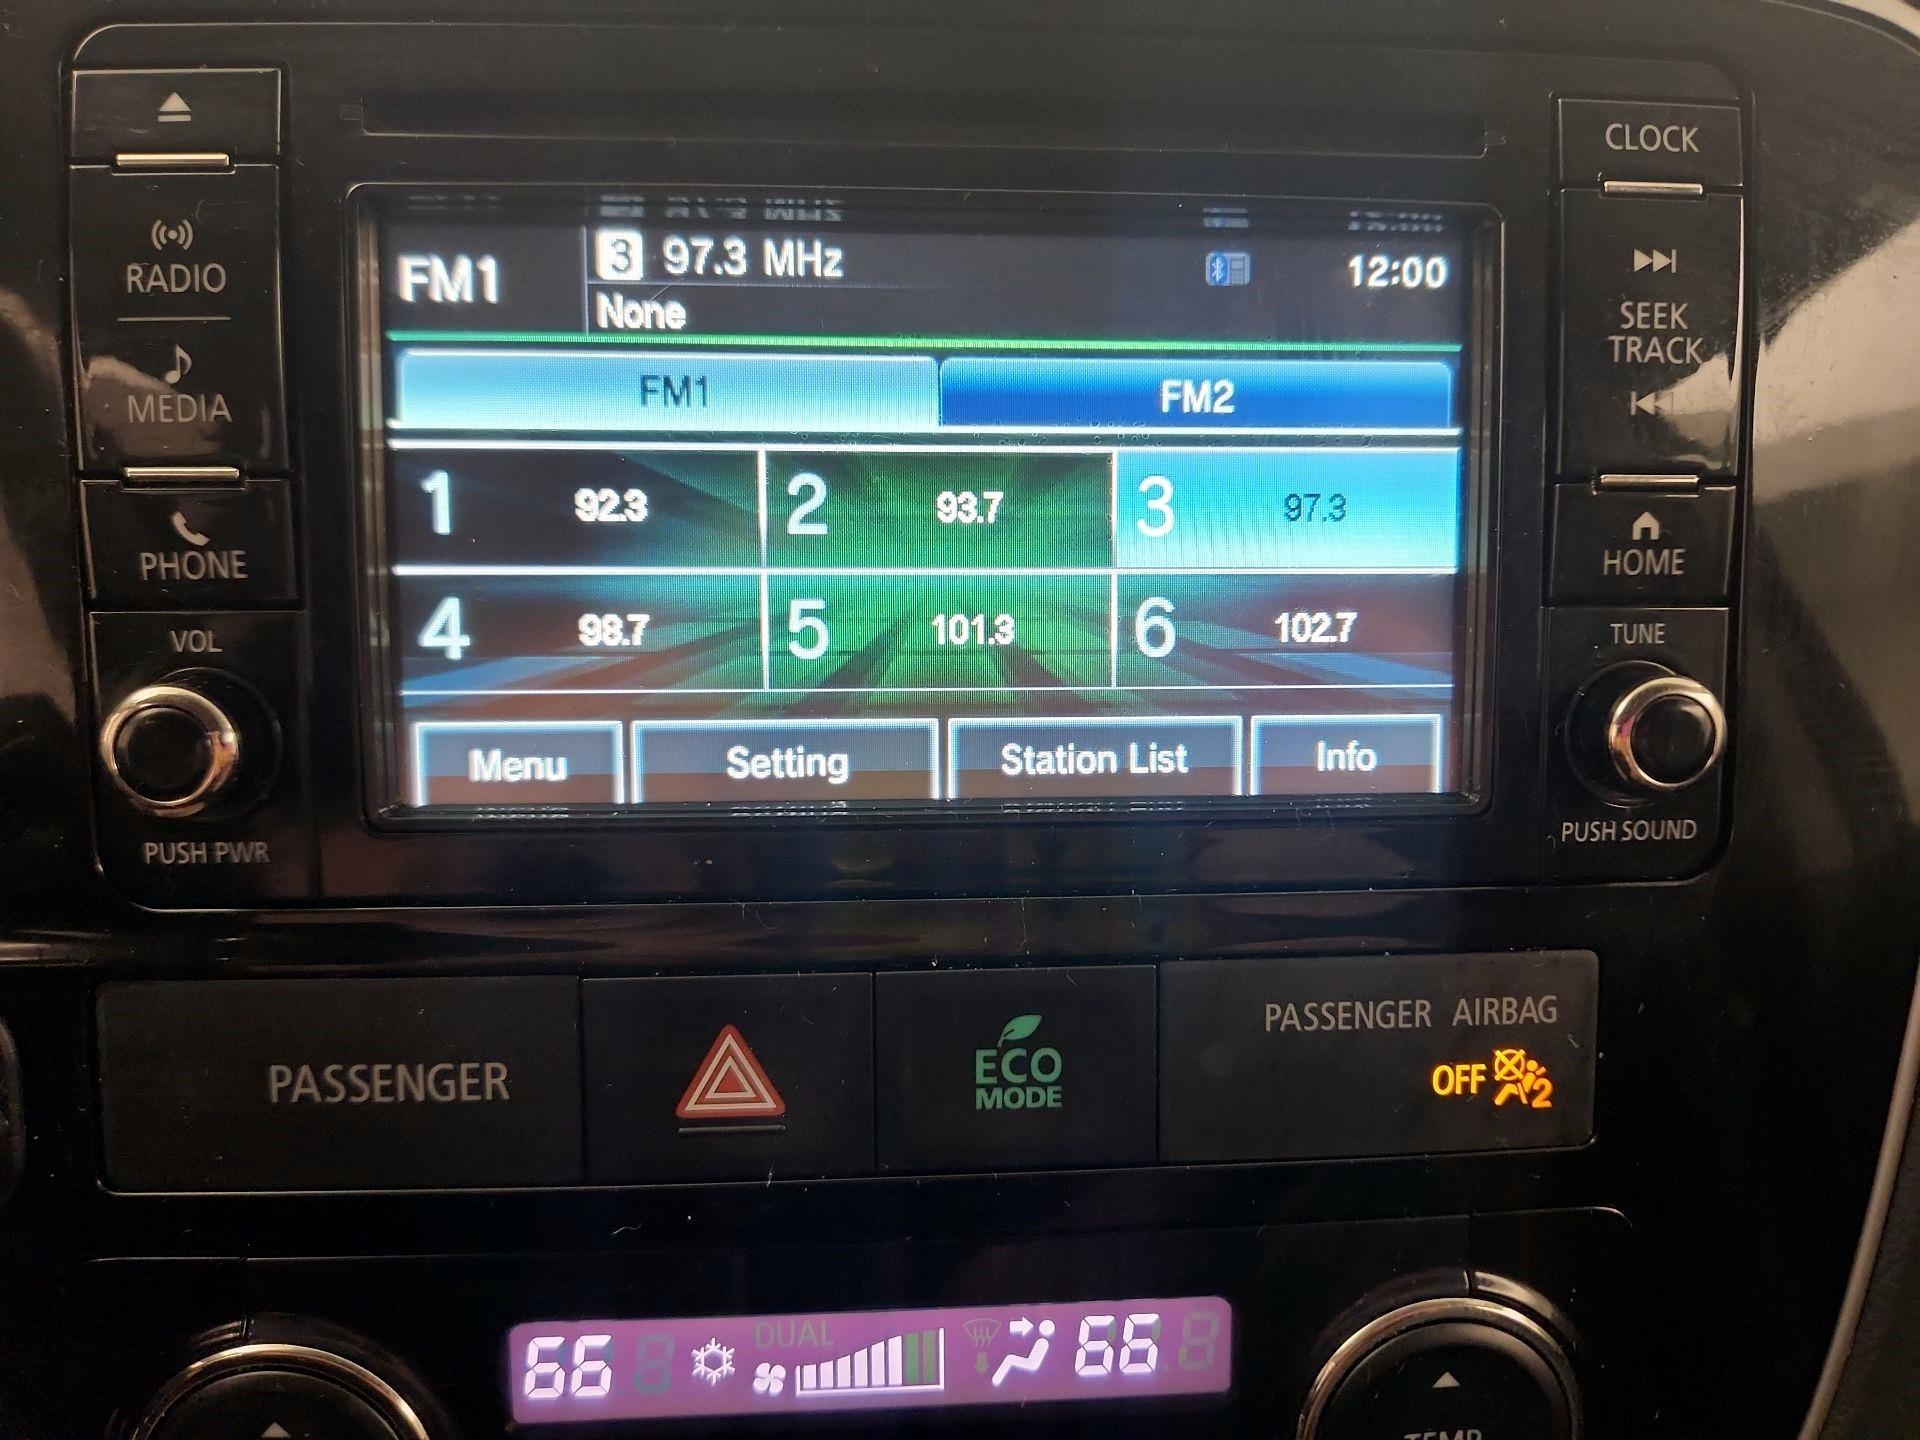 CLOCK
RADIO
MEDIA
PHONE
VOL
PUSH PWR
FM1
3 97.3 MHz
None
12:00
FM1
FM2
1 92.3
2 93.7
3 97.3
4 98.7
5 101.3
6 102.7
Menu
Setting
Station List
Info
SEEK
TRACK
HOME
TUNE
PUSH SOUND
PASSENGER
ECO
MODE
PASSENGER AIRBAG
OFF 2
66
DUAL
66
TEMP